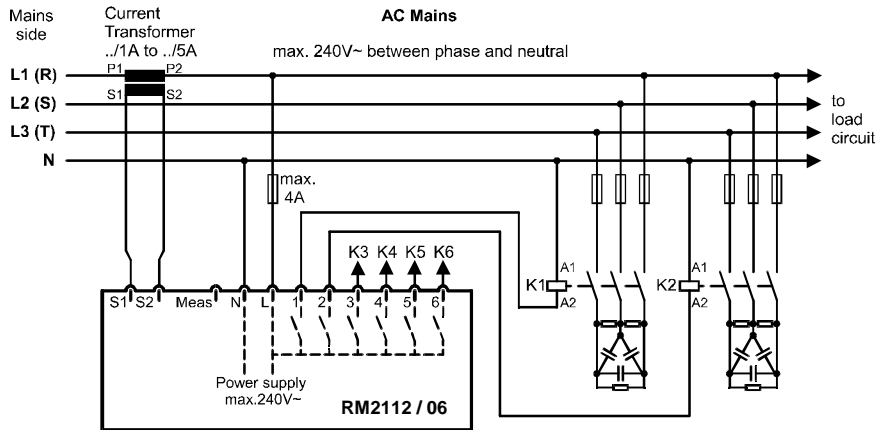 Mains
side
Current
Transformer
../1A to ../5A
AC Mains
max. 240V~ between phase and neutral
P1
P2
L1 (R)
S1
S2
L2 (S)
L3 (T)
N
to
load
circuit
max.
4A
K3
K4
K5
K6
K1
A1
A2
K2
A1
A2
S1
S2
Meas
N
L
1
2
3
4
5
6
Power supply
max.240V~
RM2112 / 06